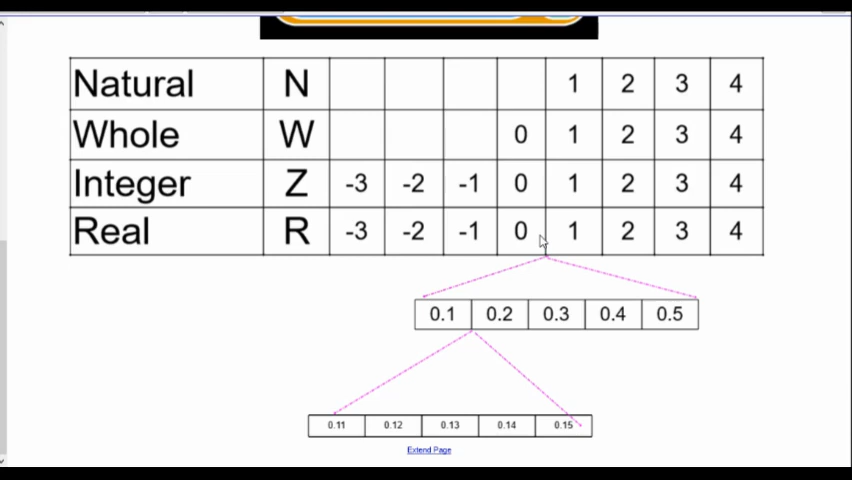 Natural N 1 2 3 4
Whole W 0 1 2 3 4
Integer Z -3 -2 -1 0 1 2 3 4
Real R -3 -2 -1 0 1 2 3 4
0.1 0.2 0.3 0.4 0.5
0.11 0.12 0.13 0.14 0.15
Extend Page